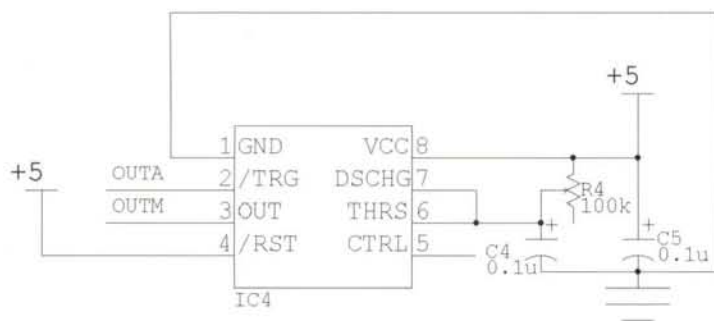 +5
1 GND VCC 8
+5
OUTA 2 /TRG DSCHG 7
R4
100k
OUTM 3 OUT THRS 6
4 /RST CTRL 5
C4
0.1u
+
+
C5
0.1u
IC4